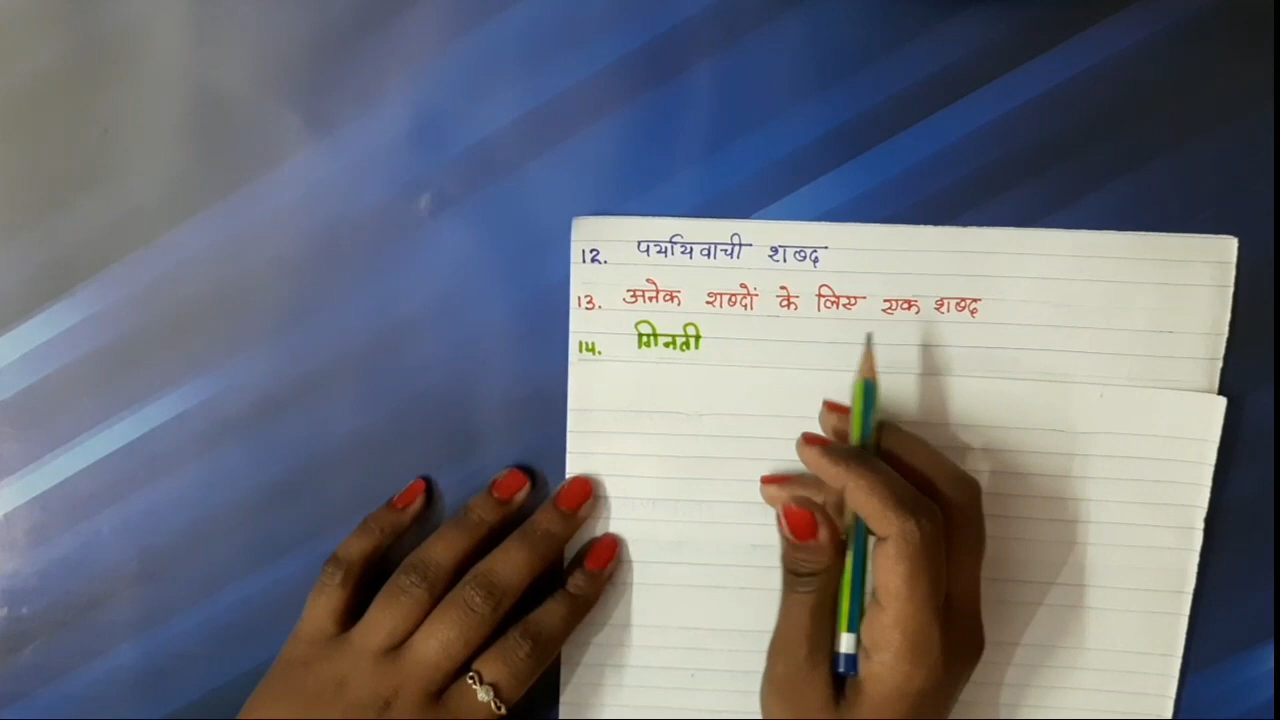 12. पर्यायवाची शब्द
13. अनेक शब्दों के लिए एक शब्द
14. गिनती